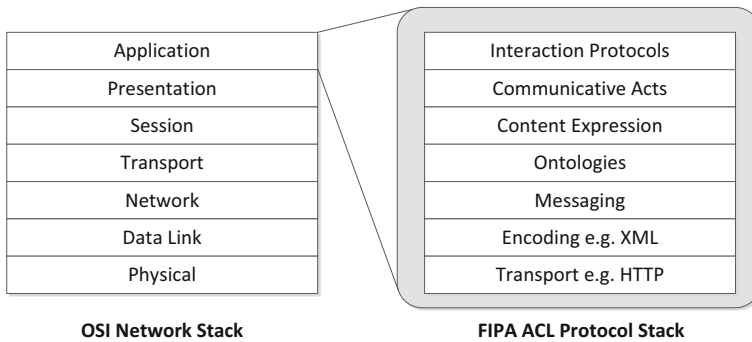 Application
Presentation
Session
Transport
Network
Data Link
Physical
OSI Network Stack
Interaction Protocols
Communicative Acts
Content Expression
Ontologies
Messaging
Encoding e.g. XML
Transport e.g. HTTP
FIPA ACL Protocol Stack